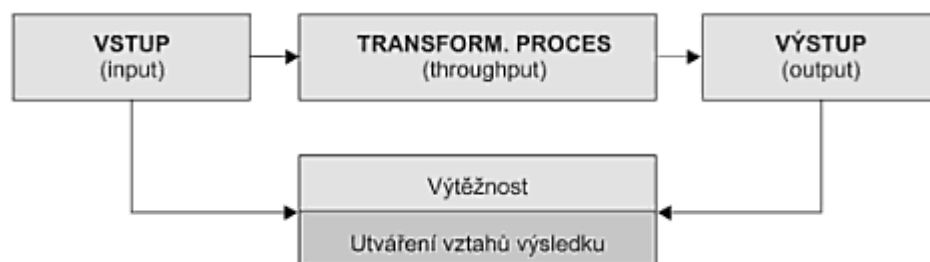 VSTUP
(input)
TRANSFORM. PROCES
(throughput)
VÝSTUP
(output)
Výtěžnost
Utváření vztahů výsledku